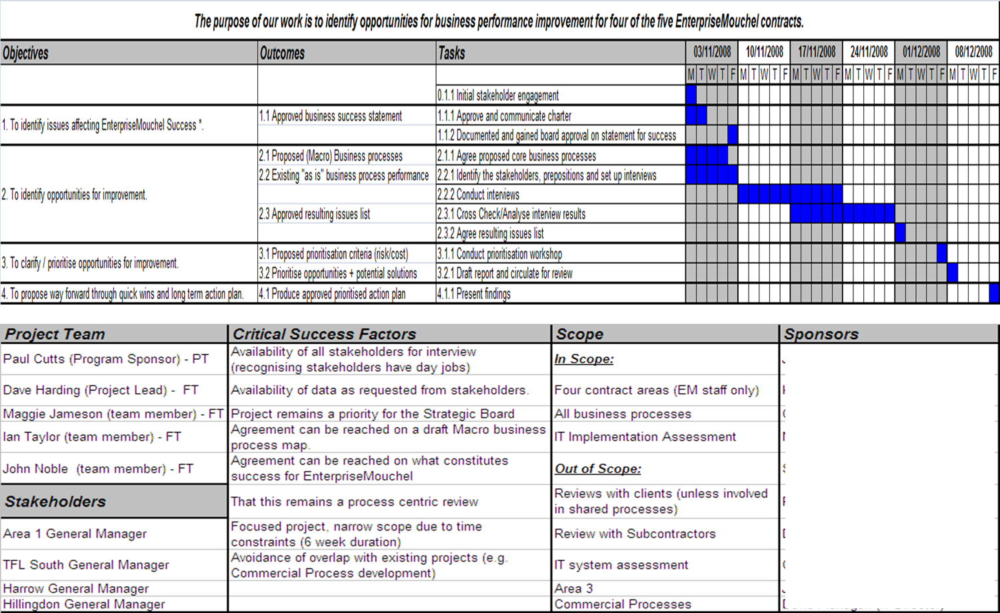 The purpose of our work is to identify opportunities for business performance improvement for four of the five EnterpriseMouchel contracts.
Objectives Outcomes Tasks 03/11/2008 10/11/2008 17/11/2008 24/11/2008 01/12/2008 08/12/2008
M T W T F M T W T F M T W T F M T W T F M T W T F M T W T F
0.1.1 Initial stakeholder engagement
1. To identify issues affecting EnterpriseMouchel Success *.
1.1 Approved business success statement 1.1.1 Approve and communicate charter
1.1.2 Documented and gained board approval on statement for success
2. To identify opportunities for improvement.
2.1 Proposed (Macro) Business processes 2.1.1 Agree proposed core business processes
2.2 Existing "as is" business process performance 2.2.1 Identify the stakeholders, prepositions and set up interviews
2.2.2 Conduct interviews
2.3 Approved resulting issues list 2.3.1 Cross Check/Analyse interview results
2.3.2 Agree resulting issues list
3. To clarify / prioritise opportunities for improvement.
3.1 Proposed prioritisation criteria (risk/cost) 3.1.1 Conduct prioritisation workshop
3.2 Prioritise opportunities + potential solutions 3.2.1 Draft report and circulate for review
4. To propose way forward through quick wins and long term action plan. 4.1 Produce approved prioritised action plan 4.1.1 Present findings
Project Team
Paul Cutts (Program Sponsor) - PT
Dave Harding (Project Lead) - FT
Maggie Jameson (team member) - FT
Ian Taylor (team member) - FT
John Noble (team member) - FT
Stakeholders
Area 1 General Manager
TFL South General Manager
Harrow General Manager
Hillingdon General Manager
Critical Success Factors
Availability of all stakeholders for interview
(recognising stakeholders have day jobs)
Availability of data as requested from stakeholders.
Project remains a priority for the Strategic Board
Agreement can be reached on a draft Macro business
process map.
Agreement can be reached on what constitutes
success for EnterpriseMouchel
That this remains a process centric review
Focused project, narrow scope due to time
constraints (6 week duration)
Avoidance of overlap with existing projects (e.g.
Commercial Process development)
Scope
In Scope:
Four contract areas (EM staff only)
All business processes
IT Implementation Assessment
Out of Scope:
Reviews with clients (unless involved
in shared processes)
Review with Subcontractors
IT system assessment
Area 3
Commercial Processes
Sponsors